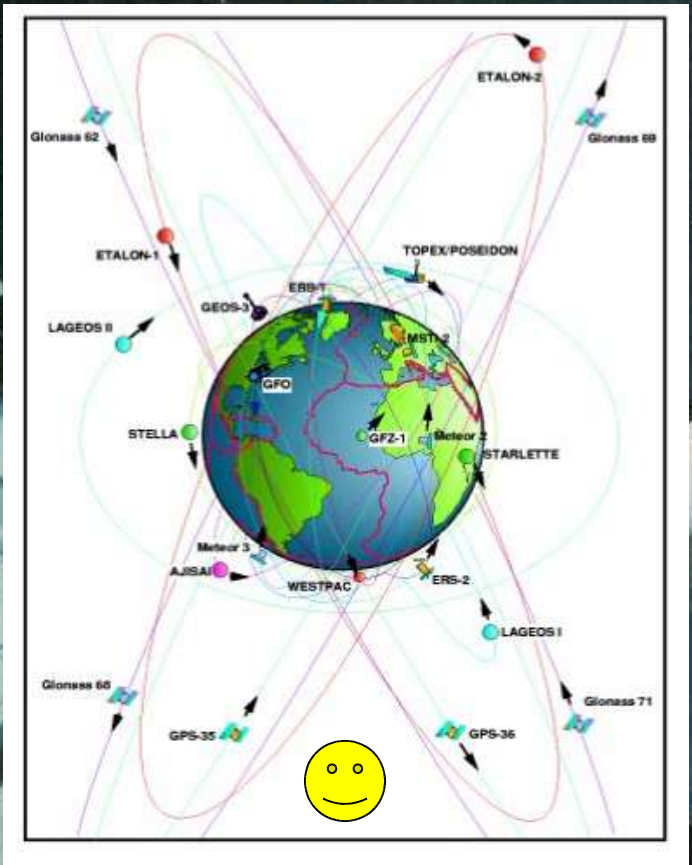 ETALON-2
Glonass 62
Glonass 69
TOPEX/POSEIDON
ETALON-1
ERS-1
GEOS-3
LAGEOS II
MSTI-2
GFO
STELLA
GFZ-1
Meteor 2
STARLETTE
Meteor 3
AJISAI
WESTPAC
ERS-2
LAGEOS I
Glonass 68
Glonass 71
GPS-35
GPS-36